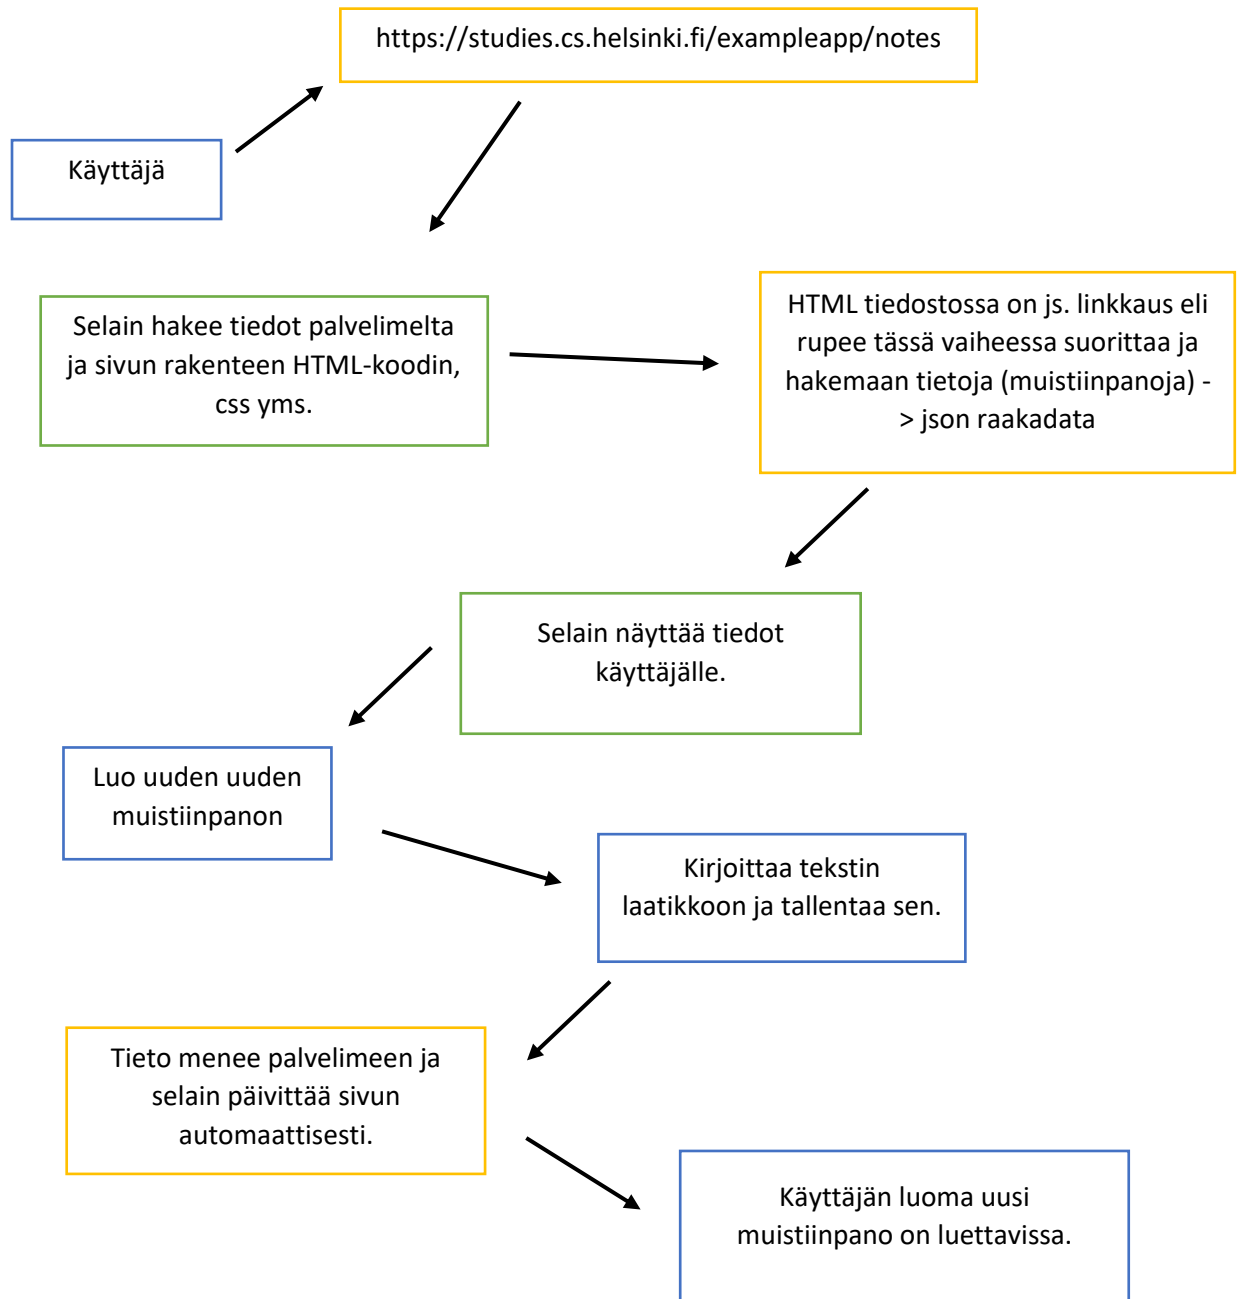 https://studies.cs.helsinki.fi/exampleapp/notes
Käyttäjä
Selain hakee tiedot palvelimelta
ja sivun rakenteen HTML-koodin,
css yms.
HTML tiedostossa on js. linkkaus eli
rupee tässä vaiheessa suorittaa ja
hakemaan tietoja (muistiinpanoja) -
> json raakadata
Selain näyttää tiedot
käyttäjälle.
Luo uuden uuden
muistiinpanon
Kirjoittaa tekstin
laatikkoon ja tallentaa sen.
Tieto menee palvelimeen ja
selain päivittää sivun
automaattisesti.
Käyttäjän luoma uusi
muistiinpano on luettavissa.